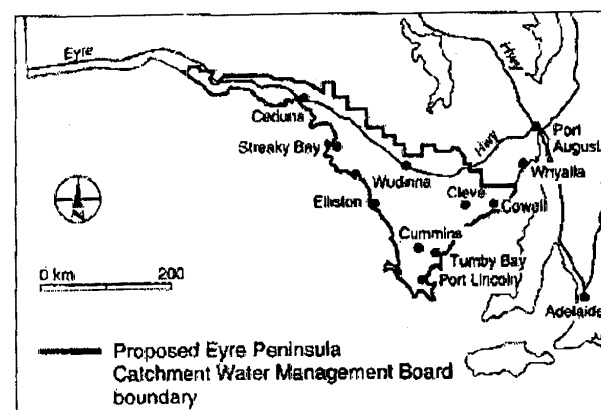 Eyre
Hwy
Ceduna
Port
August
Streaky Bay
Hwy
Whyalla
Wudinna
Cleve
Elliston
Cowell
Cummins
Tumby Bay
Port Lincoln
0 km 200
Adelaide
N
Proposed Eyre Peninsula
Catchment Water Management Board
boundary